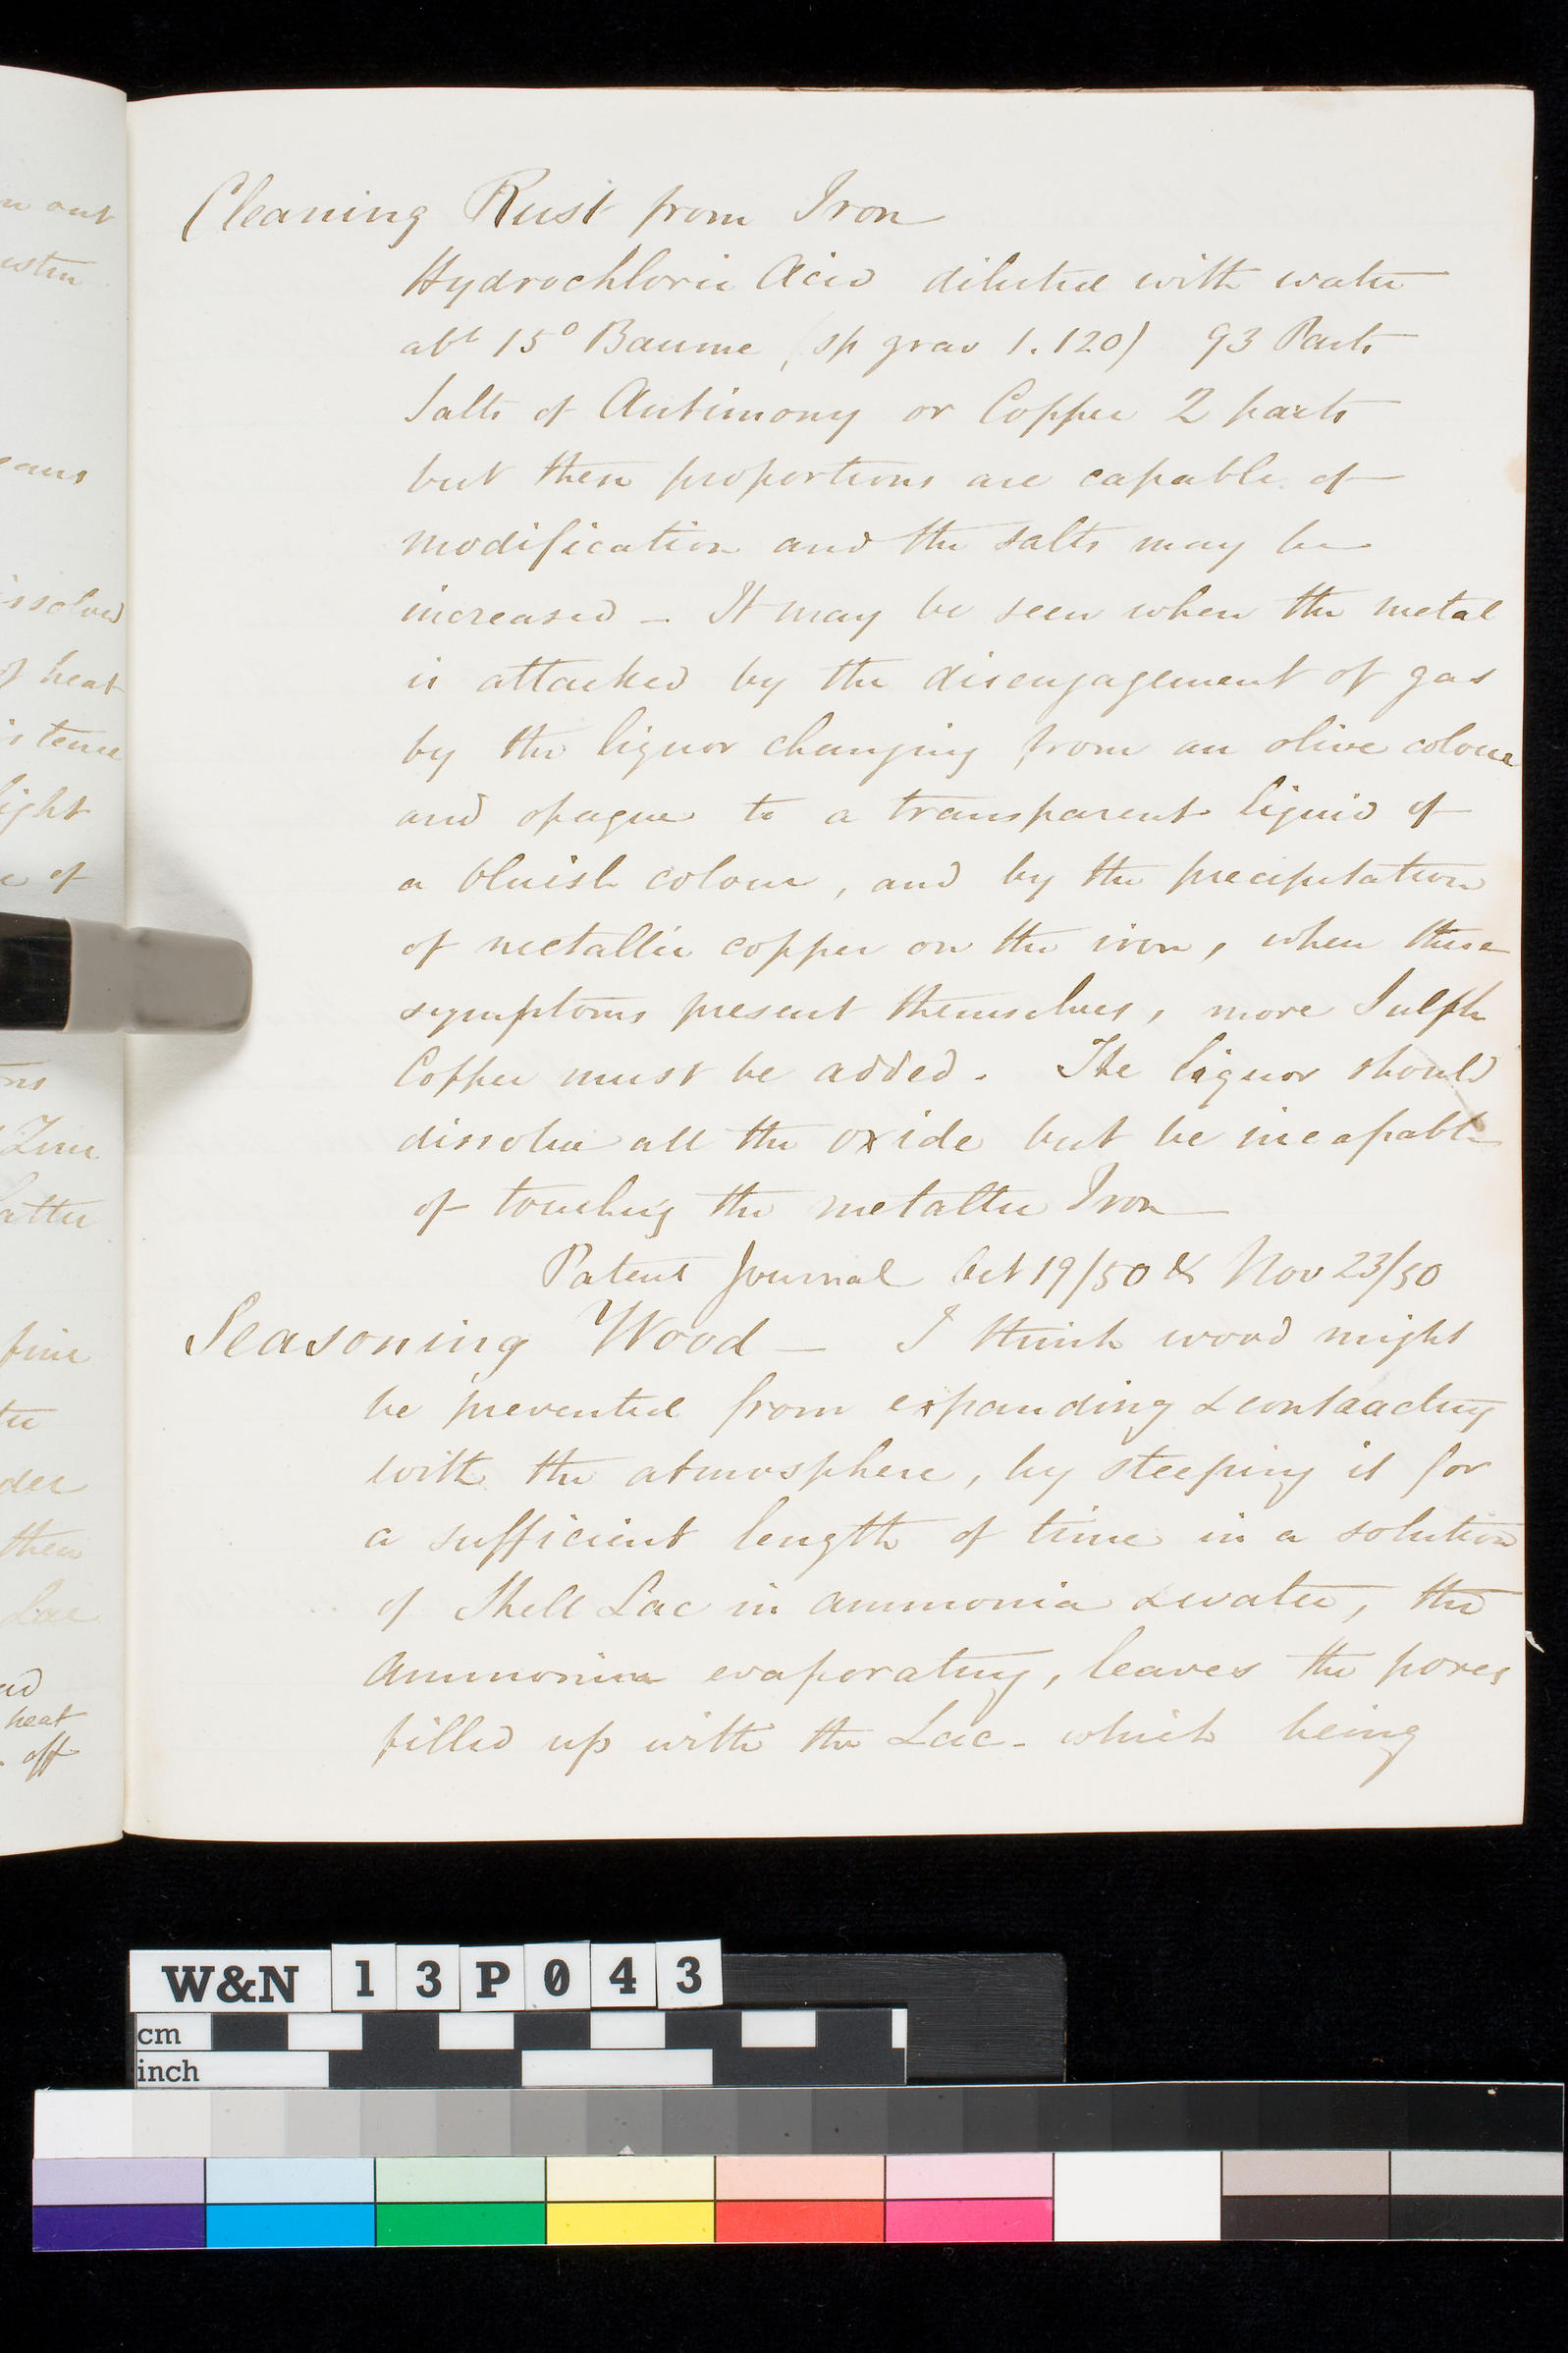 Cleaning Rust from Iron
Hydrochloric Acid diluted with water
abt 15° Baume (sp grav 1.120) 93 Parts
Salts of Antimony or Copper 2 parts
but these proportions are capable of
modification and the salts may be
increased - It may be seen when the metal
is attacked by the disengagement of gas
by the liquor changing from an olive colour
and opaque to a transparent liquid of
a bluish colour, and by the precipitation
of metallic copper on the iron, when these
symptoms present themselves, more Sulph
Copper must be added. The liquor should
dissolve all the oxide but be incapable
of touching the metallic Iron
Patent Journal Oct 19/50 & Nov 23/50
Seasoning Wood - I think wood might
be prevented from expanding & contracting
with the atmosphere, by steeping it for
a sufficient length of time in a solution
of Shell Lac in ammonia & water, the
ammonia evaporating, leaves the pores
filled up with the Lac - which being
n out
eans
issolved
of heat
istence
light
e of
ons
Zinc
latter
fine
der
then
Lac
heat
off
W&N 13P043
cm
inch